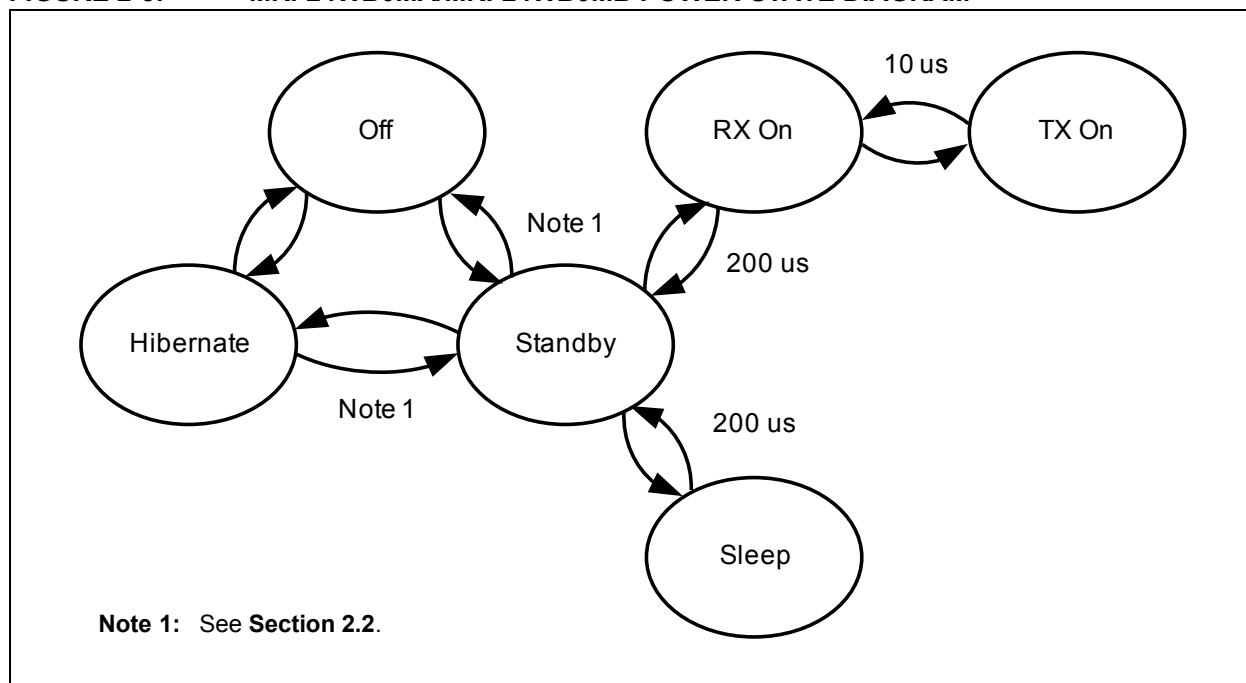 Off
RX On
10 us
TX On
Note 1
200 us
Hibernate
Standby
Note 1
200 us
Sleep
Note 1: See Section 2.2.